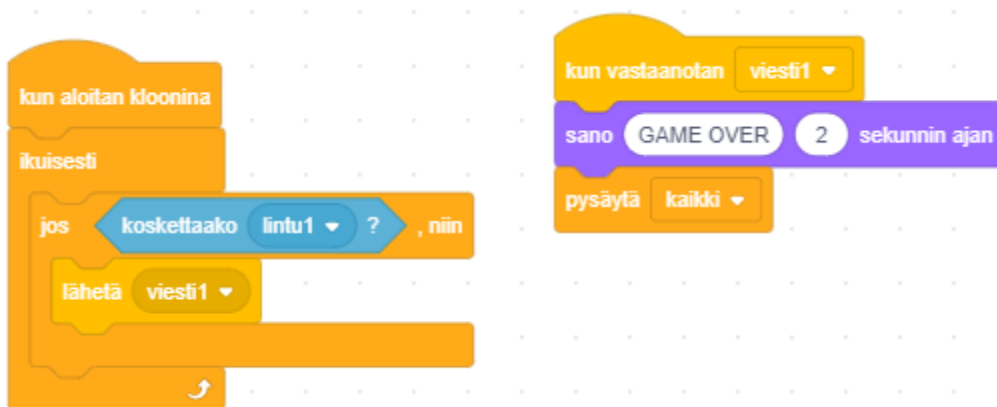 kun aloitan kloonina
ikuisesti
jos koskettaako lintu1 ? , niin
lähetä viesti1
kun vastaanotan viesti1
sano GAME OVER 2 sekunnin ajan
pysäytä kaikki